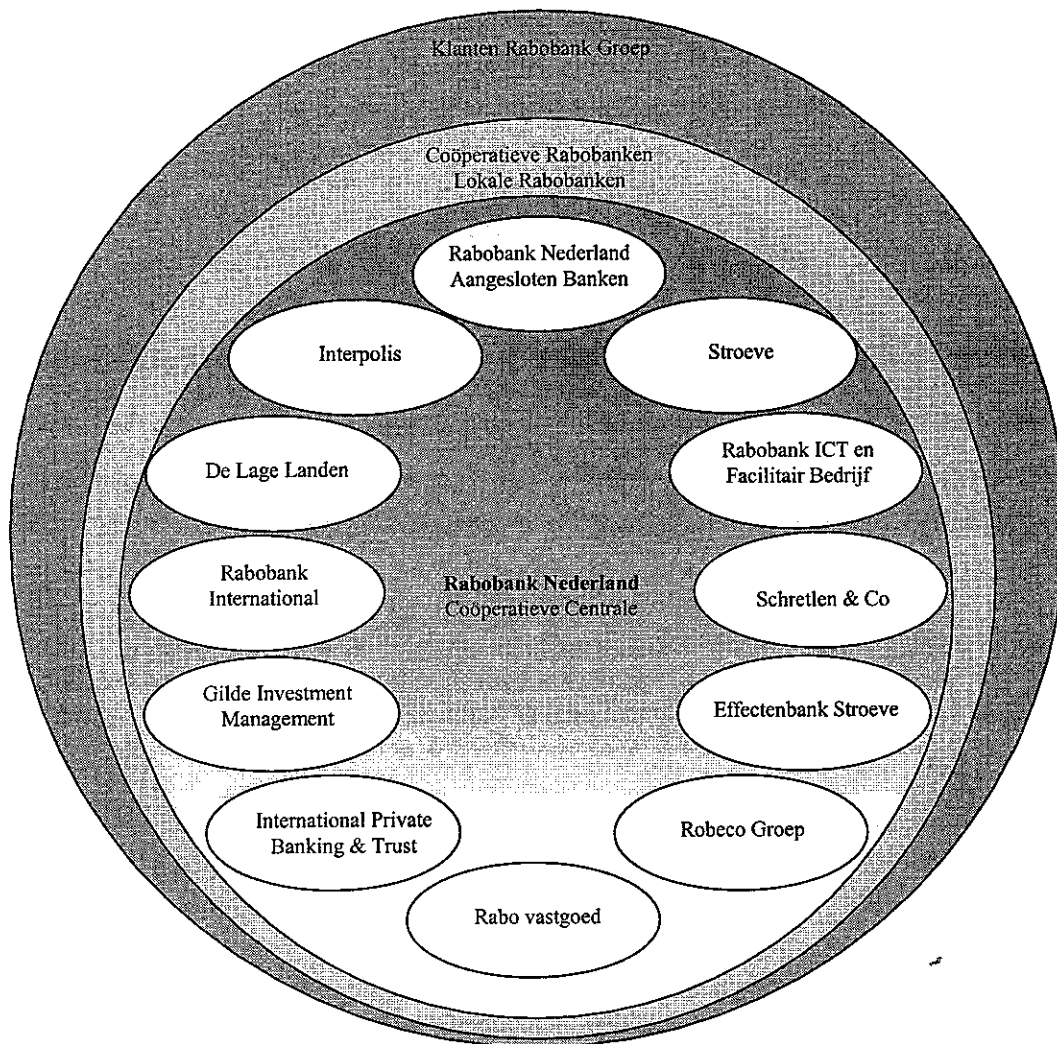 Klanten Rabobank Groep
Coöperatieve Rabobanken
Lokale Rabobanken
Rabobank Nederland
Aangesloten Banken
Interpolis
Stroeve
De Lage Landen
Rabobank ICT en
Facilitair Bedrijf
Rabobank
International
Rabobank Nederland
Coöperatieve Centrale
Schretlen & Co
Gilde Investment
Management
Effectenbank Stroeve
International Private
Banking & Trust
Robeco Groep
Rabo vastgoed